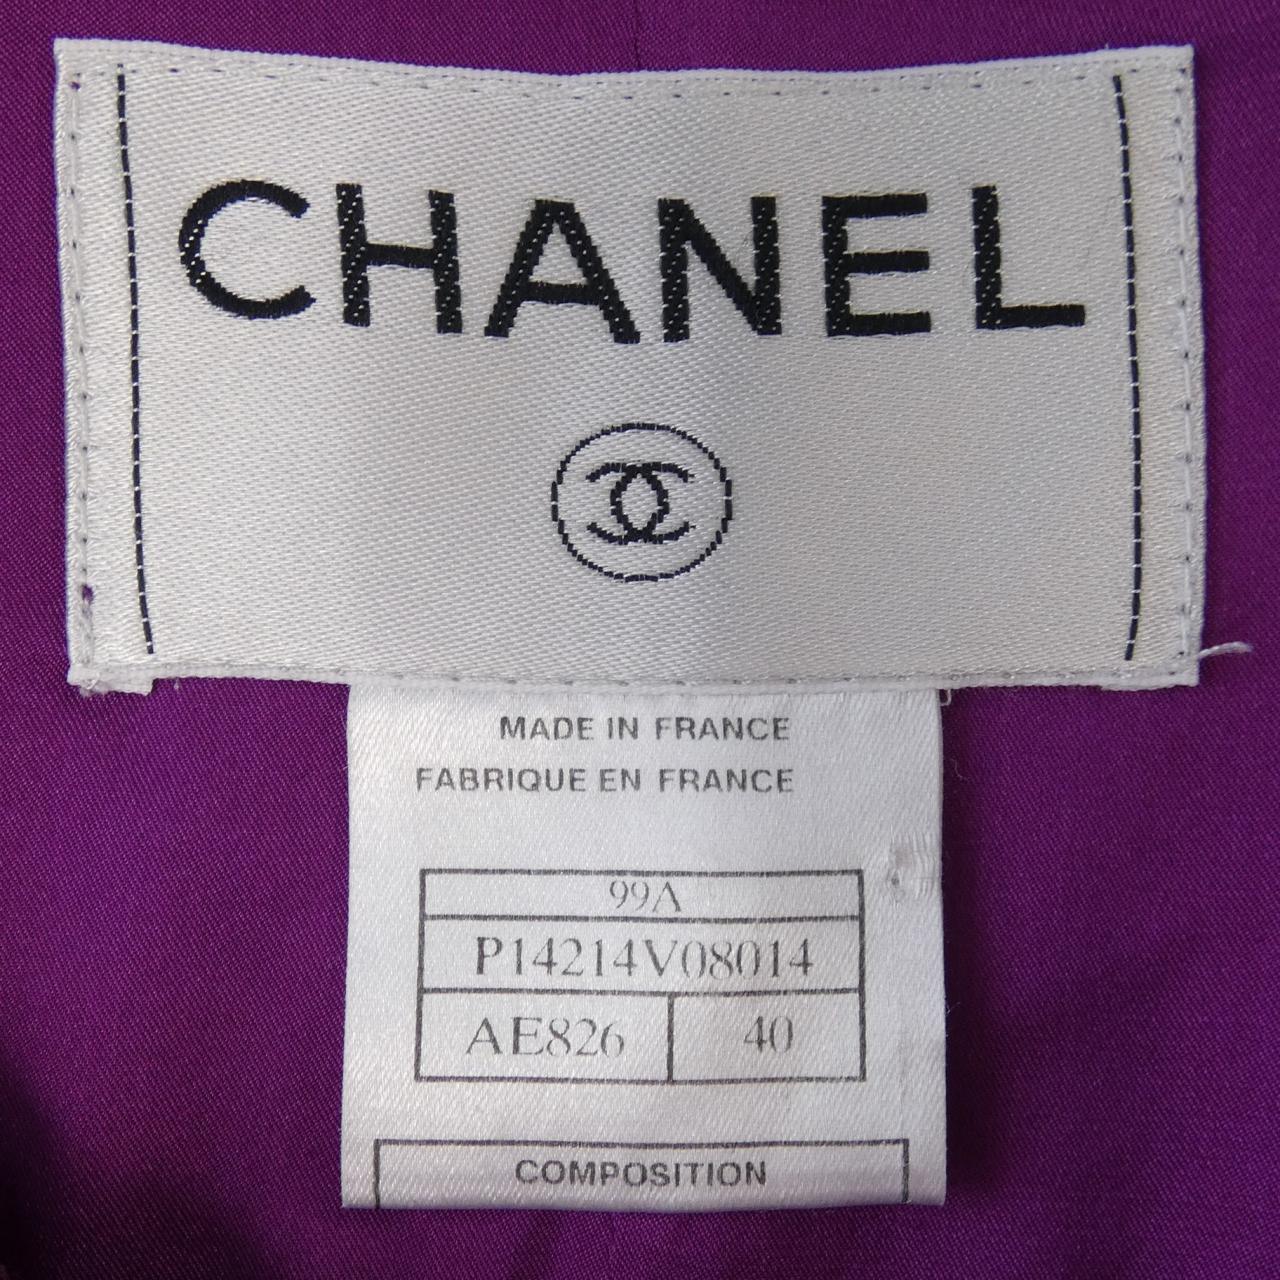 CHANEL
MADE IN FRANCE
FABRIQUE EN FRANCE
99A
P14214V08014
AE826 40
COMPOSITION